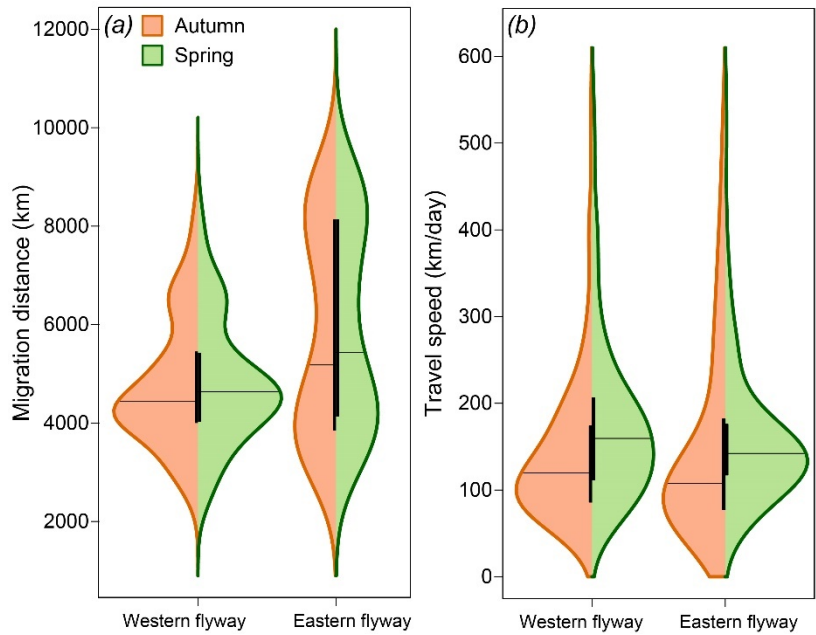 (a)
Autumn
Spring
Migration distance (km)
12000
10000
8000
6000
4000
2000
Western flyway
Eastern flyway
(b)
Travel speed (km/day)
600
500
400
300
200
100
0
Western flyway
Eastern flyway